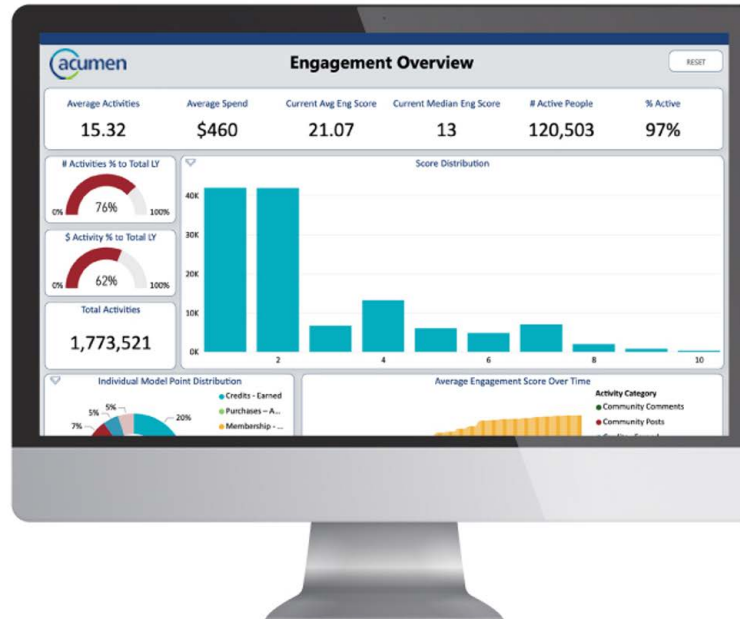 acumen
Engagement Overview
RESET
Average Activities
15.32
Average Spend
$460
Current Avg Eng Score
21.07
Current Median Eng Score
13
# Active People
120,503
% Active
97%
# Activities % to Total LY
0%
76%
100%
$ Activity % to Total LY
0%
62%
100%
Total Activities
1,773,521
Score Distribution
40K
30K
20K
10K
0K
2
4
6
8
10
Individual Model Point Distribution
5%
5%
7%
20%
Credits - Earned
Purchases – A...
Membership - ...
Average Engagement Score Over Time
Activity Category
Community Comments
Community Posts